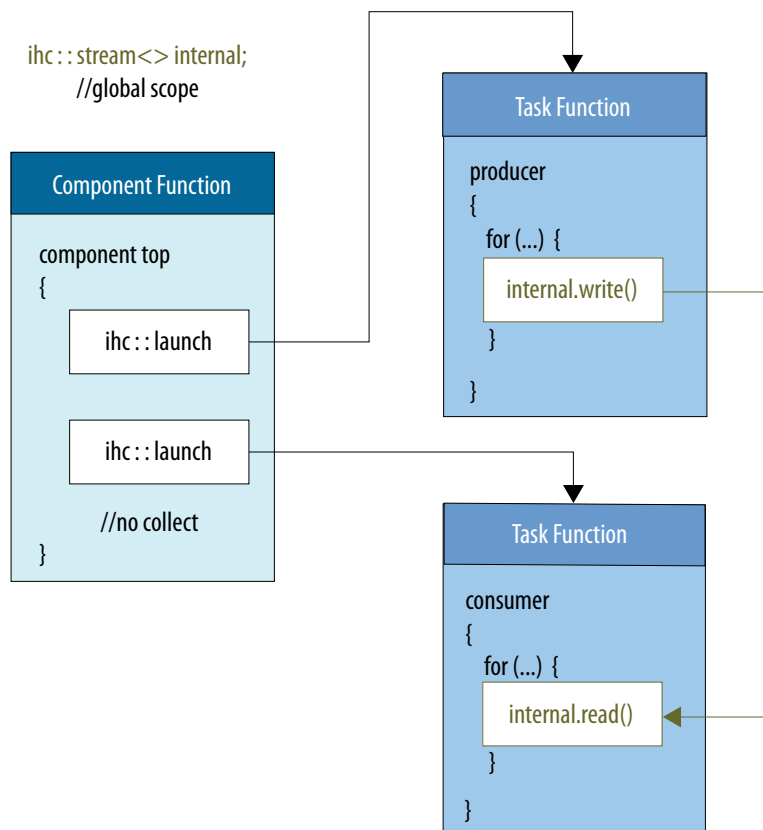 ihc : : stream<> internal;
//global scope
Component Function
component top
{
ihc : : launch
ihc : : launch
//no collect
}
Task Function
producer
{
for (...) {
internal.write()
}
}
Task Function
consumer
{
for (...) {
internal.read()
}
}